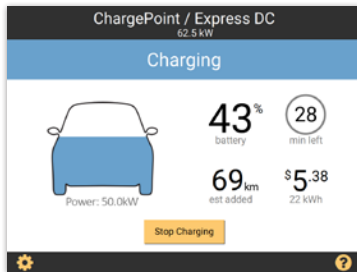 ChargePoint / Express DC
62.5 kW
Charging
43%
battery
28
min left
69km
est added
$5.38
22 kWh
Power: 50.0kW
Stop Charging
?